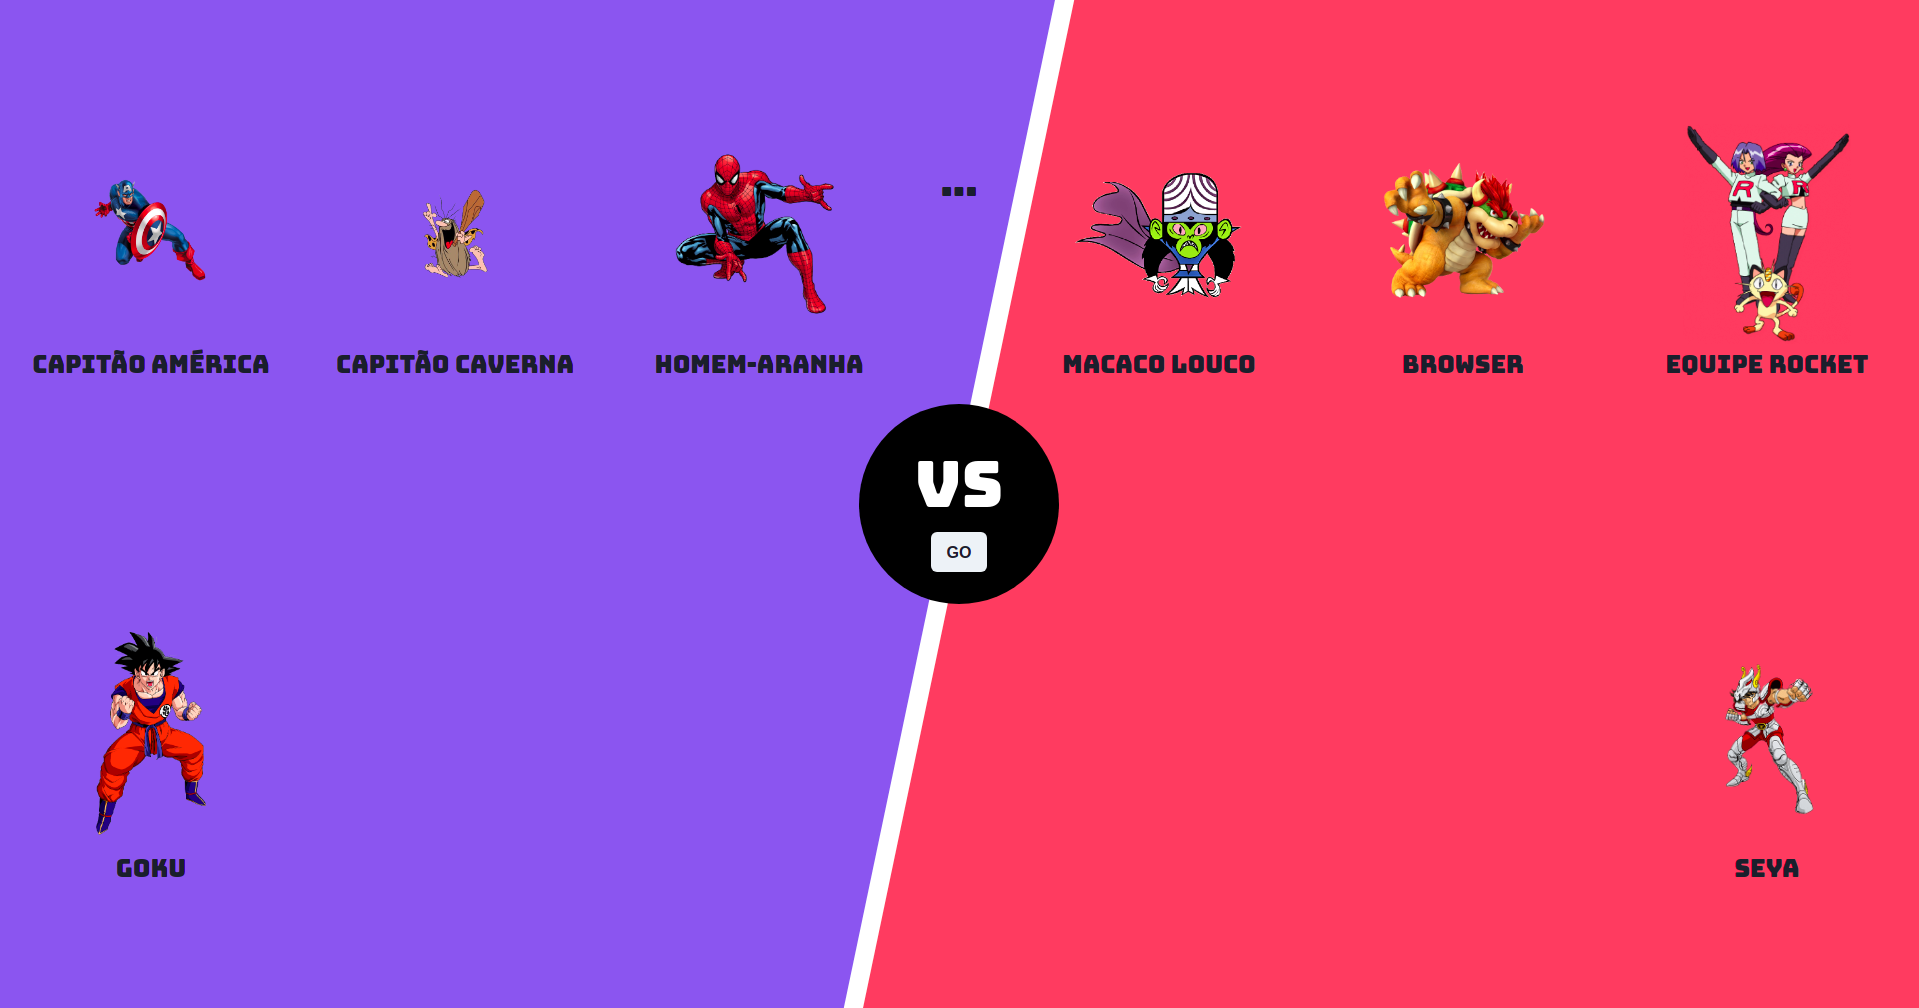 ...
CAPITÃO AMÉRICA
CAPITÃO CAVERNA
HOMEM-ARANHA
MACACO LOUCO
BROWSER
EQUIPE ROCKET
VS
GO
GOKU
SEYA